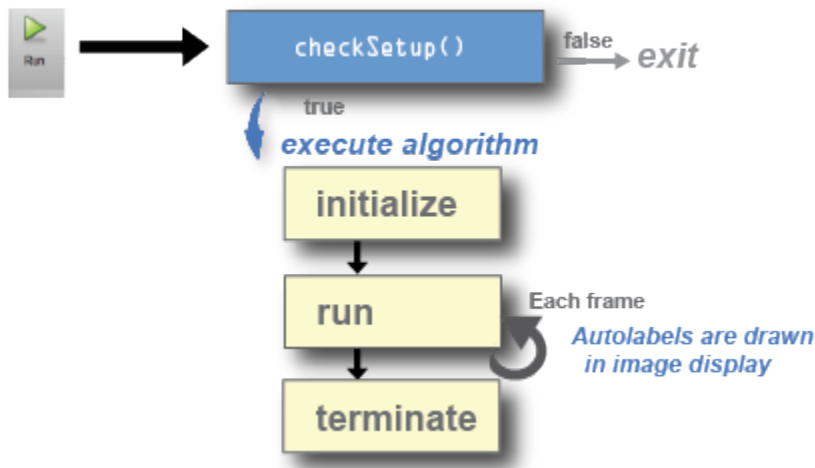 Run
checkSetup()
false
exit
true
execute algorithm
initialize
run
Each frame
Autolabels are drawn
in image display
terminate